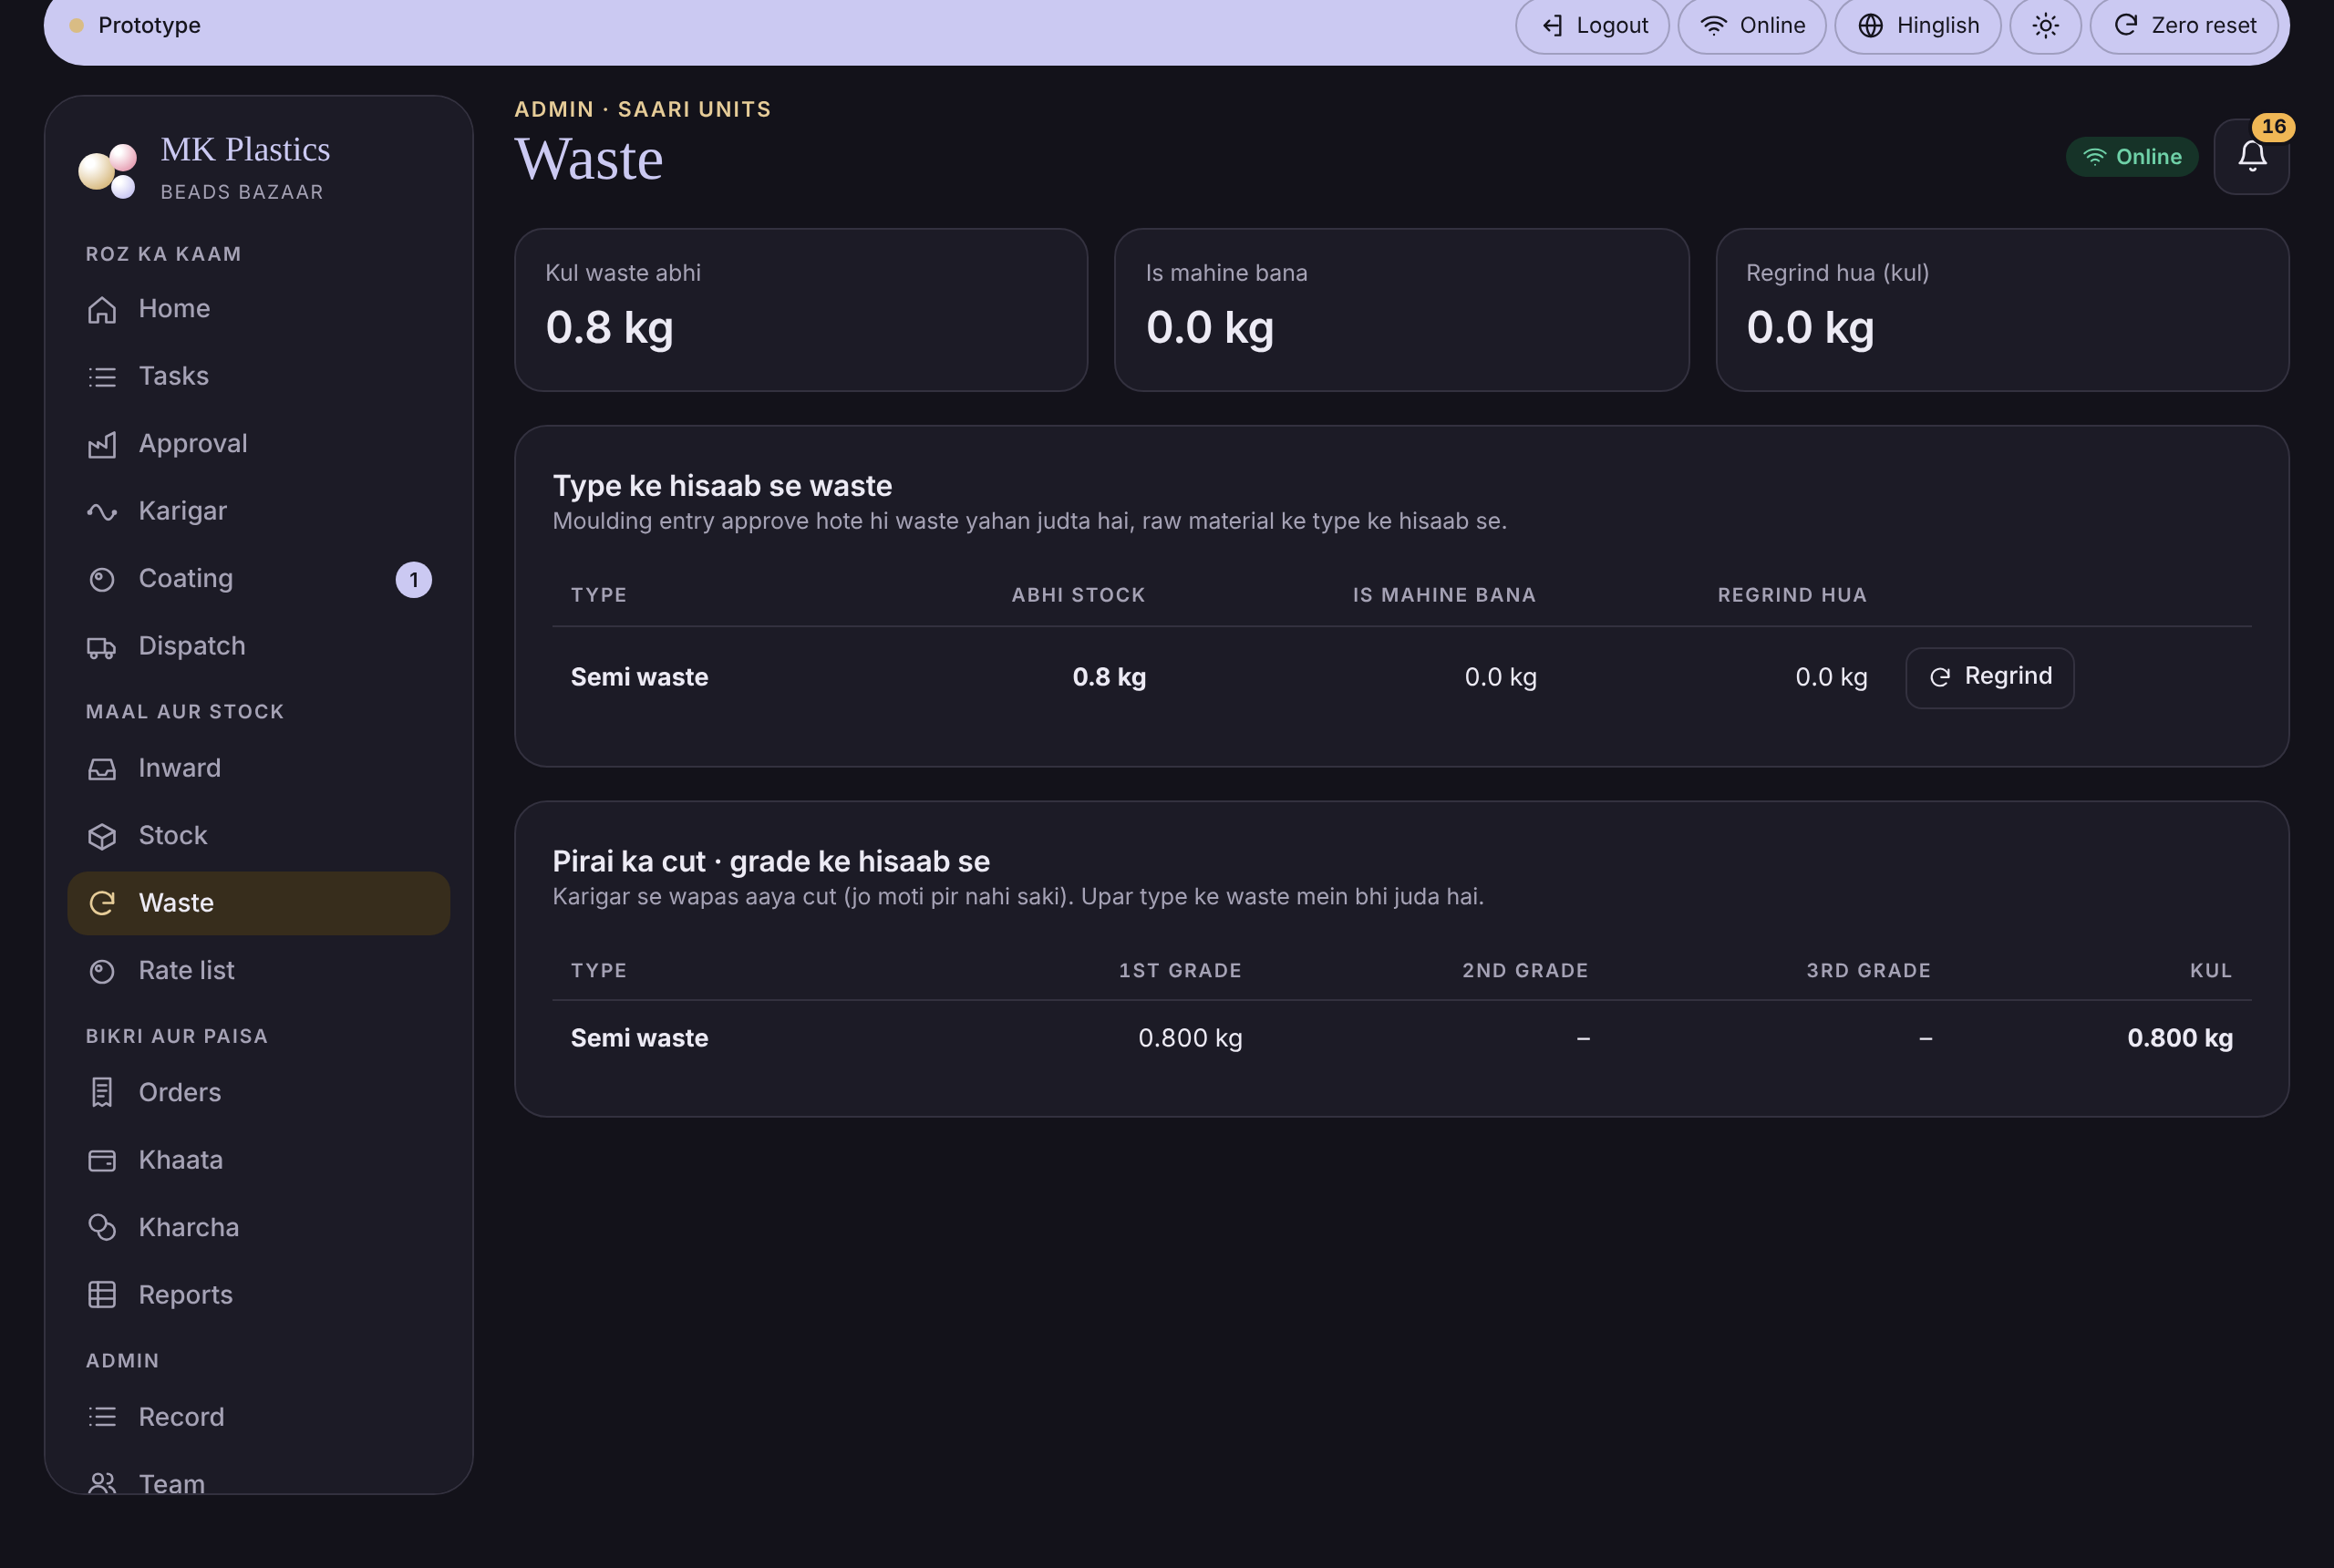 Prototype
Logout
Online
Hinglish
Zero reset
MK Plastics
BEADS BAZAAR
ROZ KA KAAM
Home
Tasks
Approval
Karigar
Coating 1
Dispatch
MAAL AUR STOCK
Inward
Stock
Waste
Rate list
BIKRI AUR PAISA
Orders
Khaata
Kharcha
Reports
ADMIN
Record
Team
ADMIN · SAARI UNITS
Waste
Online
16
Kul waste abhi
0.8 kg
Is mahine bana
0.0 kg
Regrind hua (kul)
0.0 kg
Type ke hisaab se waste
Moulding entry approve hote hi waste yahan judta hai, raw material ke type ke hisaab se.
TYPE ABHI STOCK IS MAHINE BANA REGRIND HUA
Semi waste 0.8 kg 0.0 kg 0.0 kg Regrind
Pirai ka cut · grade ke hisaab se
Karigar se wapas aaya cut (jo moti pir nahi saki). Upar type ke waste mein bhi juda hai.
TYPE 1ST GRADE 2ND GRADE 3RD GRADE KUL
Semi waste 0.800 kg – – 0.800 kg